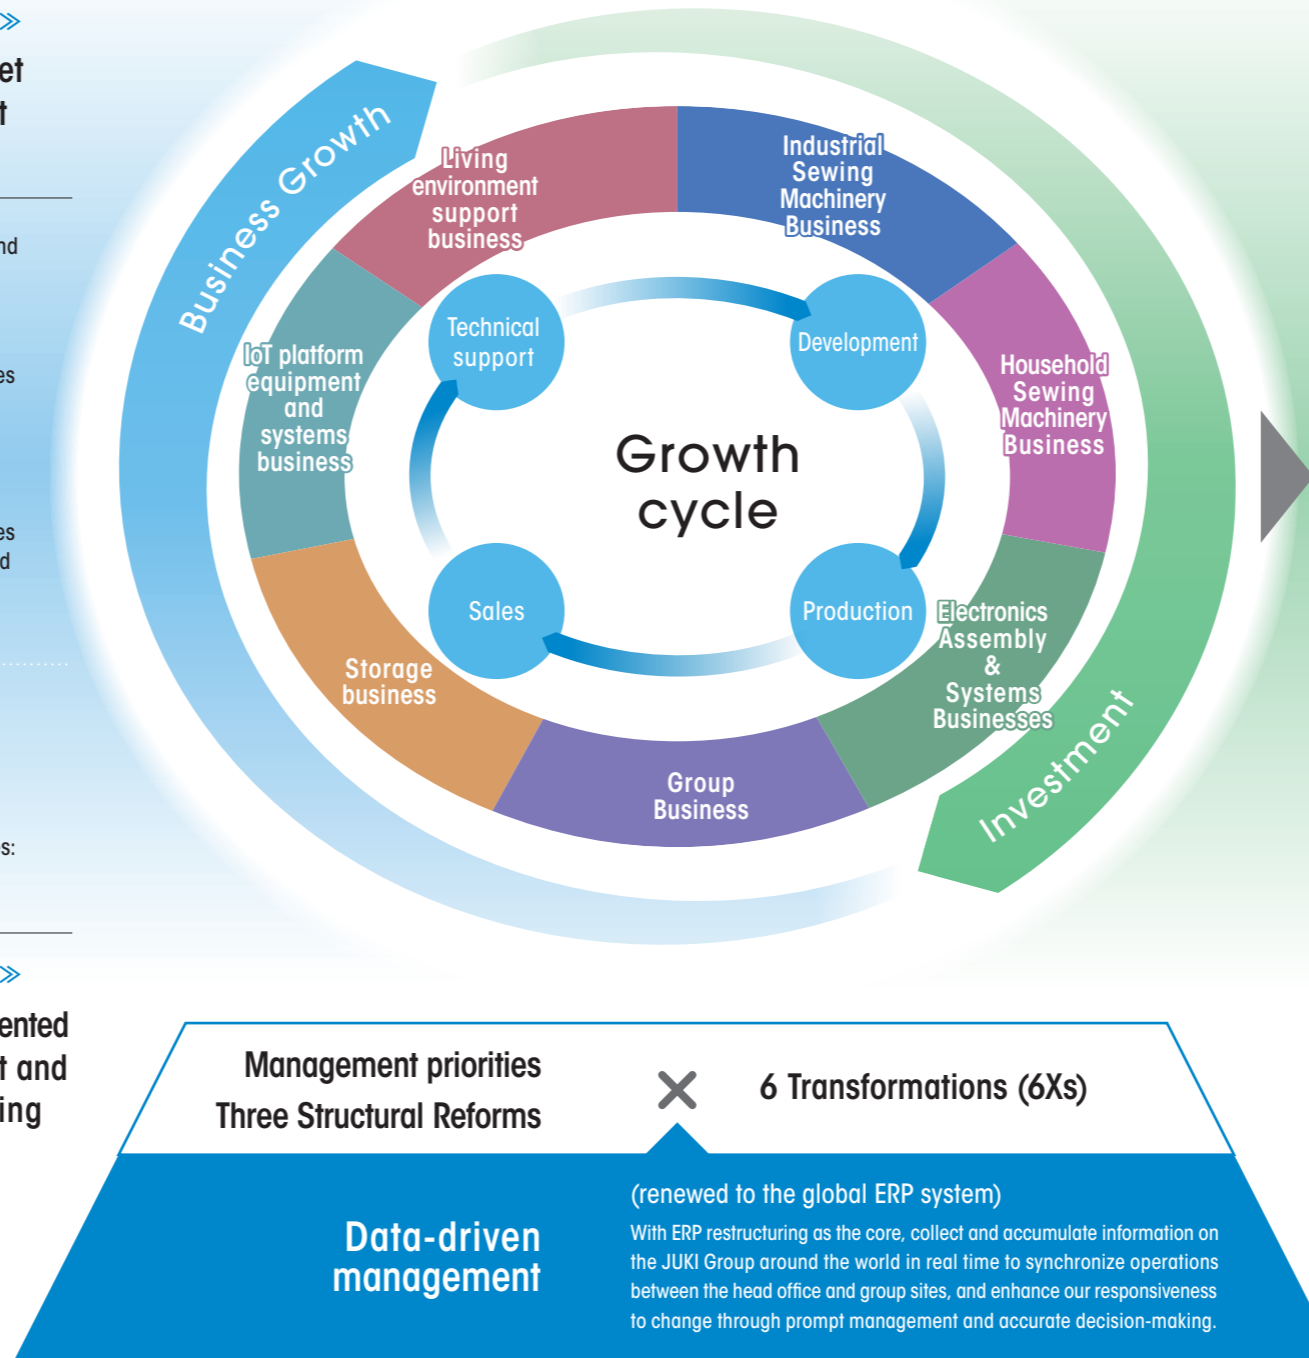 Business Growth
Living
environment
support
business
Industrial
Sewing
Machinery
Business
IoT platform
equipment
and
systems
business
Household
Sewing
Machinery
Business
Technical
support
Development
Growth
cycle
Sales
Production
Storage
business
Electronics
Assembly
&
Systems
Businesses
Group
Business
Investment
and
ing
Management priorities
Three Structural Reforms
×
6 Transformations (6Xs)
Data-driven
management
(renewed to the global ERP system)
With ERP restructuring as the core, collect and accumulate information on
the JUKI Group around the world in real time to synchronize operations
between the head office and group sites, and enhance our responsiveness
to change through prompt management and accurate decision-making.